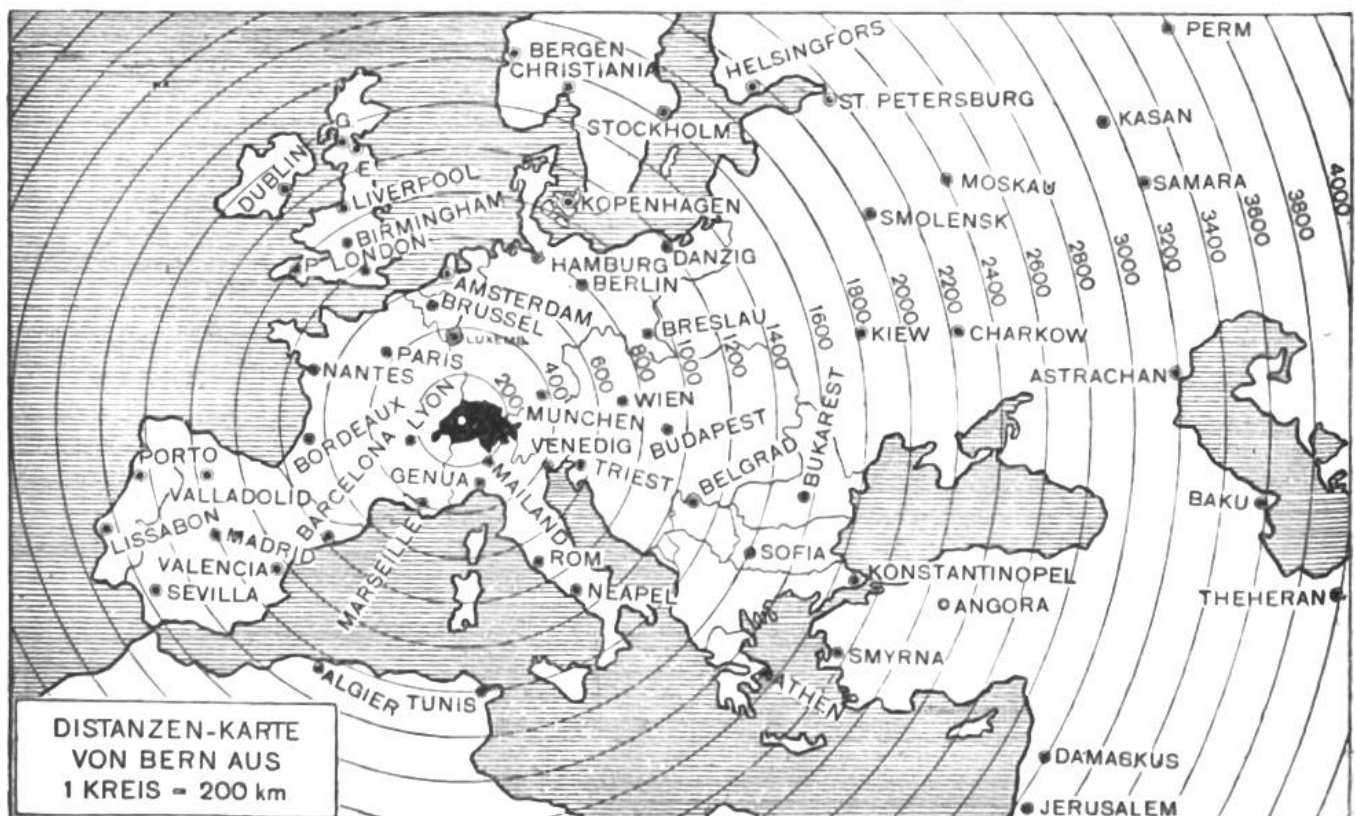 PERM
BERGEN
CHRISTIANIA
HELSINGFORS
ST. PETERSBURG
KASAN
STOCKHOLM
G
E
DUBLIN
LIVERPOOL
MOSKAU
SAMARA
4000
BIRMINGHAM
KOPENHAGEN
SMOLENSK
P
LONDON
HAMBURG
DANZIG
BERLIN
AMSTERDAM
BRÜSSEL
BRESLAU
KIEW
CHARKOW
LUXEMB
PARIS
NANTES
200
400
600
800
1000
1200
1400
1600
1800
2000
2200
2400
2600
2800
3000
3200
3400
3600
3800
ASTRACHAN
LYON
MÜNCHEN
WIEN
BORDEAUX
VENEDIG
BUDAPEST
BUKAREST
PORTO
BARCELONA
GENUA
MAILAND
TRIEST
BELGRAD
VALLADOLID
BAKU
LISSABON
MADRID
MARSEILLE
ROM
SOFIA
VALENCIA
KONSTANTINOPEL
SEVILLA
NEAPEL
ANGORA
THEHERAN
SMYRNA
ALGIER
TUNIS
ATHEN
DISTANZEN-KARTE
VON BERN AUS
1 KREIS = 200 km
DAMASKUS
JERUSALEM